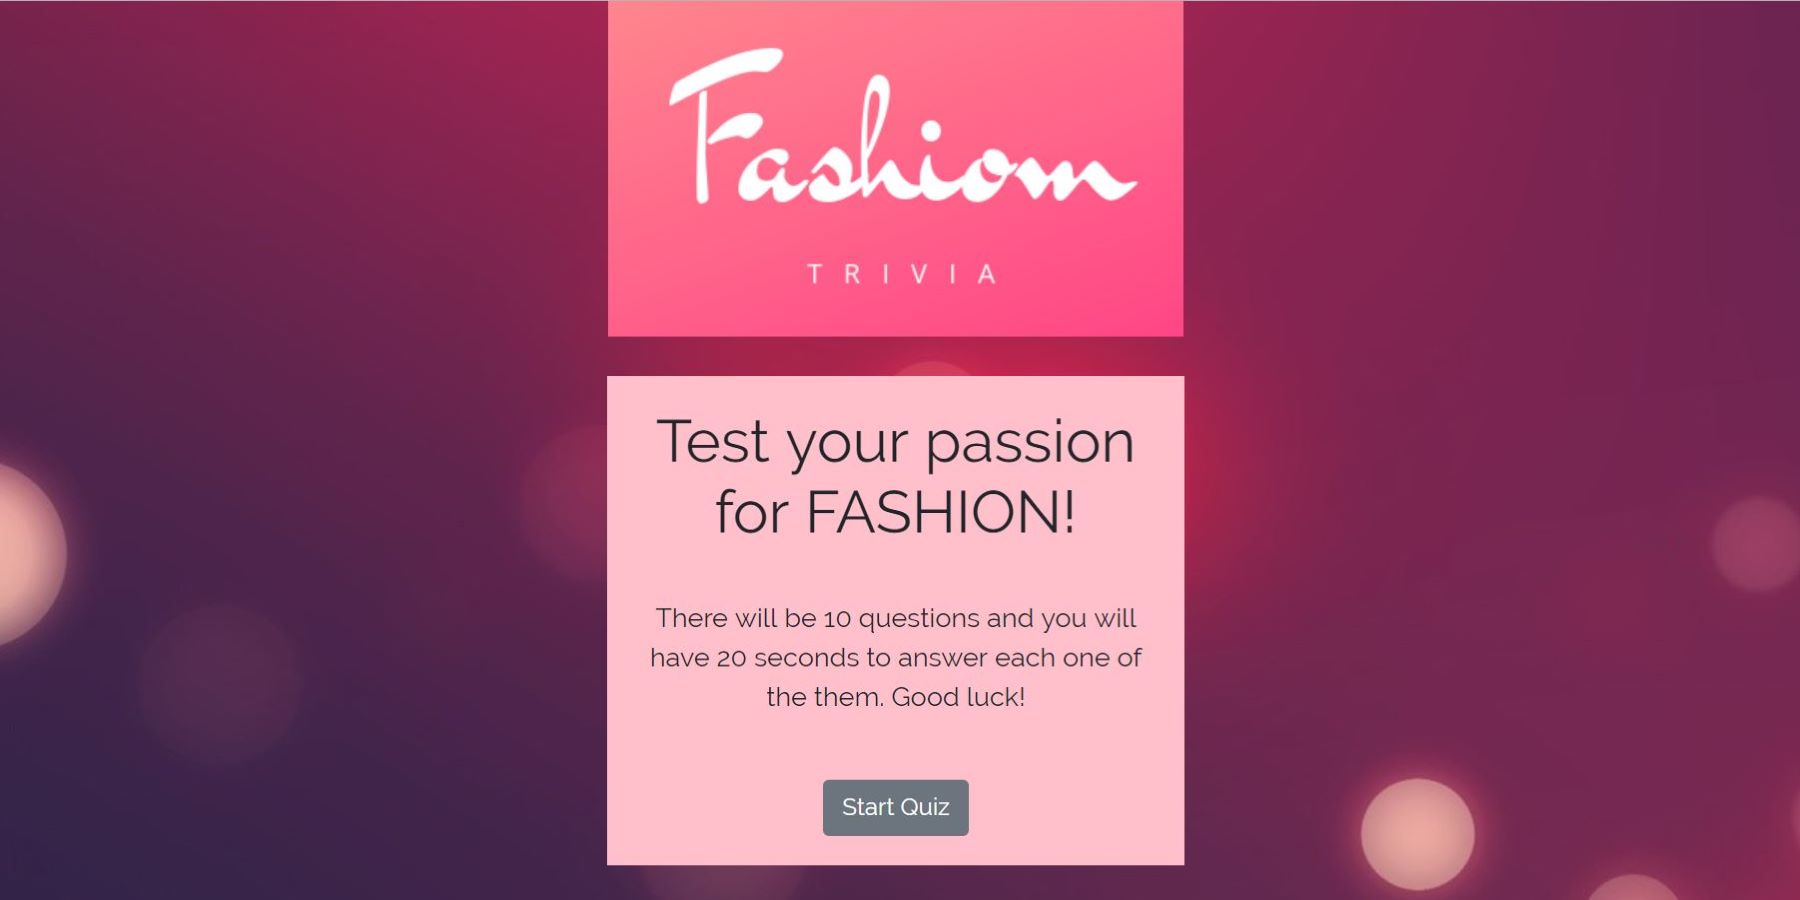 Fashiom
TRIVIA
Test your passion
for FASHION!
There will be 10 questions and you will
have 20 seconds to answer each one of
the them. Good luck!
Start Quiz